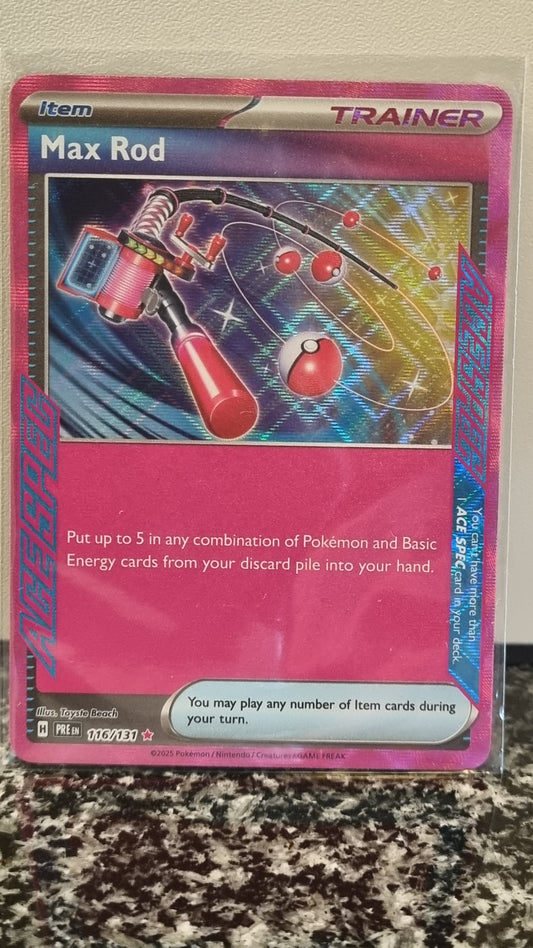 Item
TRAINER
Max Rod
ACE SPEC
ACE SPEC
Put up to 5 in any combination of Pokémon and Basic
Energy cards from your discard pile into your hand.
You can't have more than
1 ACE SPEC card in your deck.
Illus. Toyste Beach
H PRE EN 116/131
You may play any number of Item cards during
your turn.
©2025 Pokémon / Nintendo / Creatures / GAME FREAK